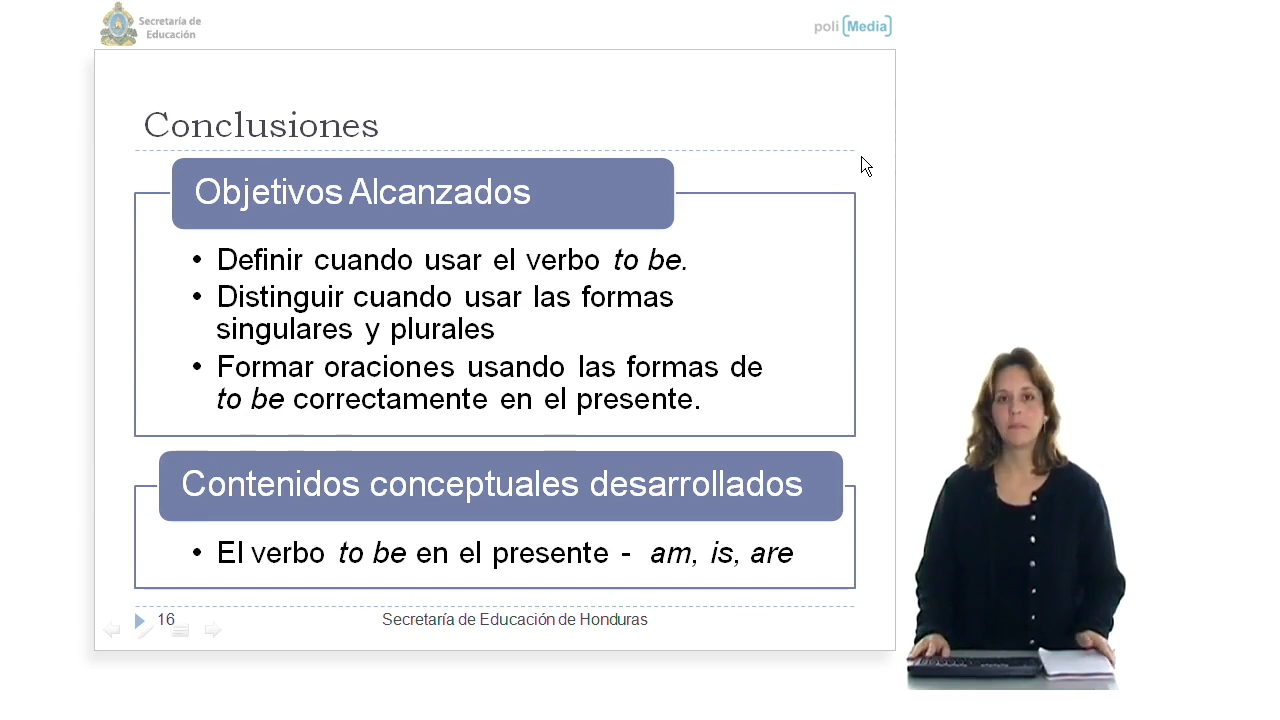 Secretaría de
Educación
poli [Media]
Conclusiones
Objetivos Alcanzados
• Definir cuando usar el verbo to be.
• Distinguir cuando usar las formas
singulares y plurales
• Formar oraciones usando las formas de
to be correctamente en el presente.
Contenidos conceptuales desarrollados
• El verbo to be en el presente - am, is, are
16
Secretaría de Educación de Honduras